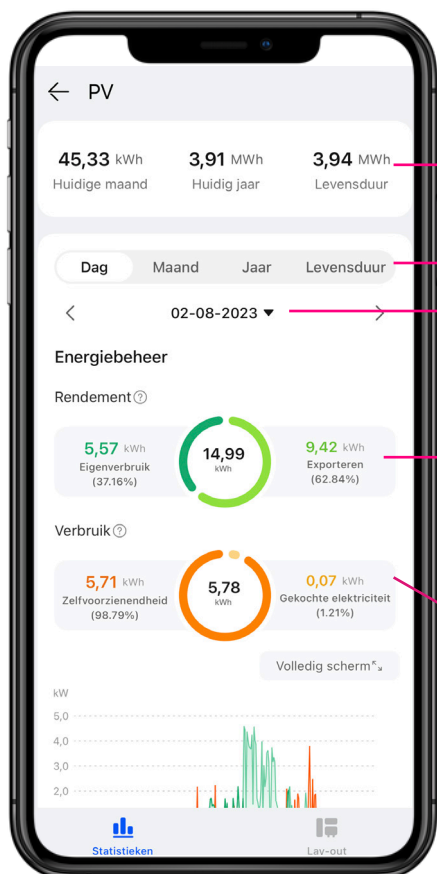 ← PV
45,33 kWh 3,91 MWh 3,94 MWh
Huidige maand Huidig jaar Levensduur
Dag Maand Jaar Levensduur
< 02-08-2023 ▼ >
Energiebeheer
Rendement ?
5,57 kWh 14,99 9,42 kWh
Eigenverbruik kWh Exporteren
(37.16%) (62.84%)
Verbruik ?
5,71 kWh 5,78 0,07 kWh
Zelfvoorzienendheid kWh Gekochte elektriciteit
(98.79%) (1.21%)
Volledig scherm
kW
5,0
4,0
3,0
2,0
Statistieken Lay-out